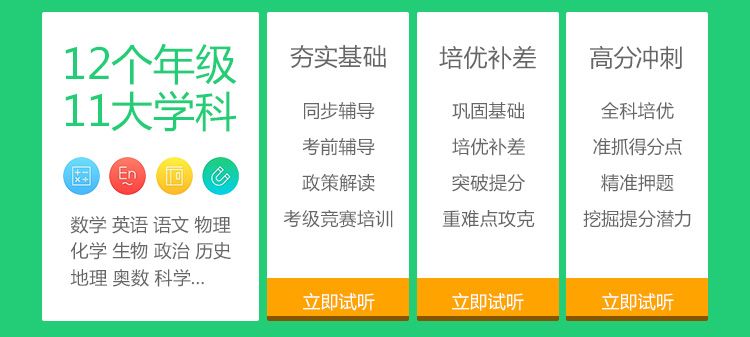 12个年级
11大学科
En
数学 英语 语文 物理
化学 生物 政治 历史
地理 奥数 科学...
夯实基础
同步辅导
考前辅导
政策解读
考级竞赛培训
立即试听
培优补差
巩固基础
培优补差
突破提分
重难点攻克
立即试听
高分冲刺
全科培优
准抓得分点
精准押题
挖掘提分潜力
立即试听